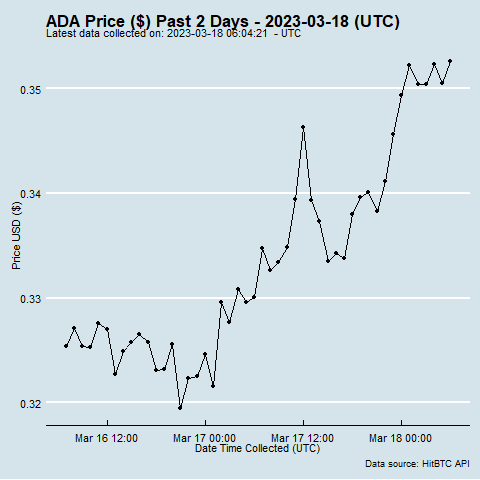 ADA Price ($) Past 2 Days - 2023-03-18 (UTC)
Latest data collected on: 2023-03-18 06:04:21 - UTC
0.35
0.34
0.33
0.32
Price USD ($)
Mar 16 12:00
Mar 17 00:00
Mar 17 12:00
Mar 18 00:00
Date Time Collected (UTC)
Data source: HitBTC API